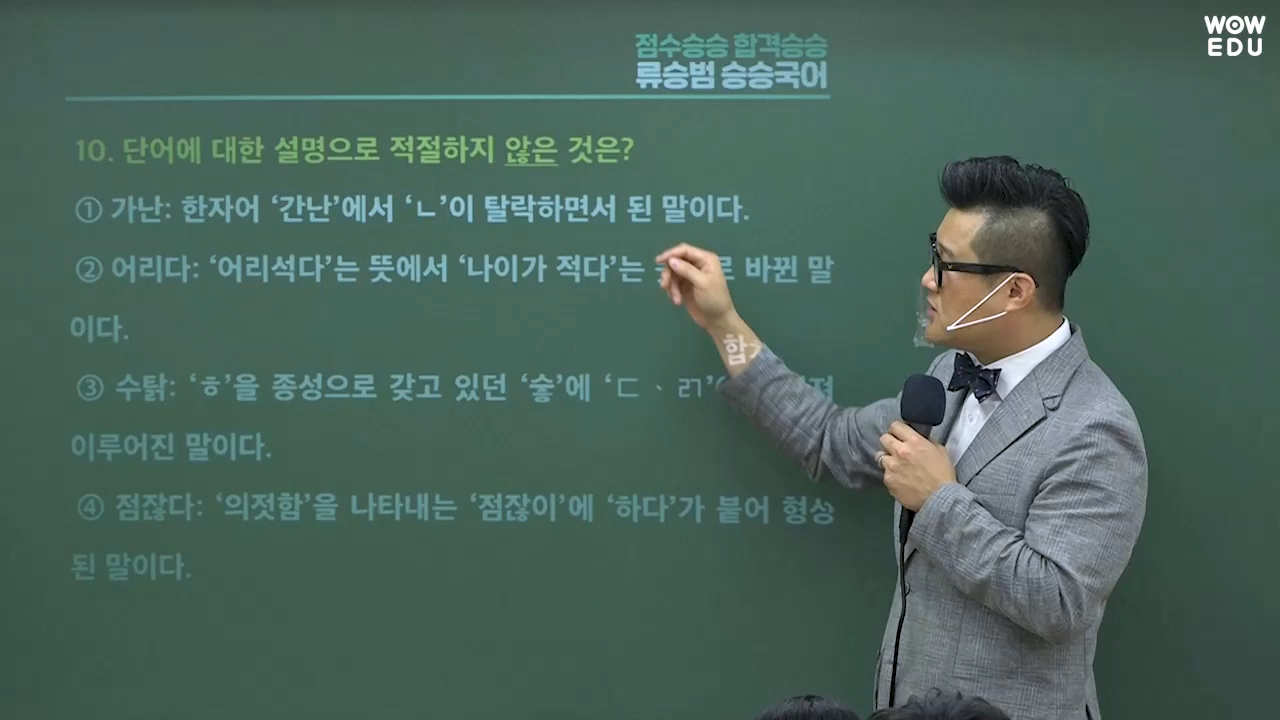 WOW
EDU
점수승승 합격승승
류승범 승승국어
10. 단어에 대한 설명으로 적절하지 않은 것은?
① 가난: 한자어 ‘간난’에서 ‘ㄴ’이 탈락하면서 된 말이다.
② 어리다: ‘어리석다’는 뜻에서 ‘나이가 적다’는 바뀐 말
이다.
③ 수탉: ‘ㅎ’을 종성으로 갖고 있던 ‘숳’에 ‘ㄷㆍㄺ’
이루어진 말이다.
④ 점잖다: ‘의젓함’을 나타내는 ‘점잖이’에 ‘하다’가 붙어 형성
된 말이다.